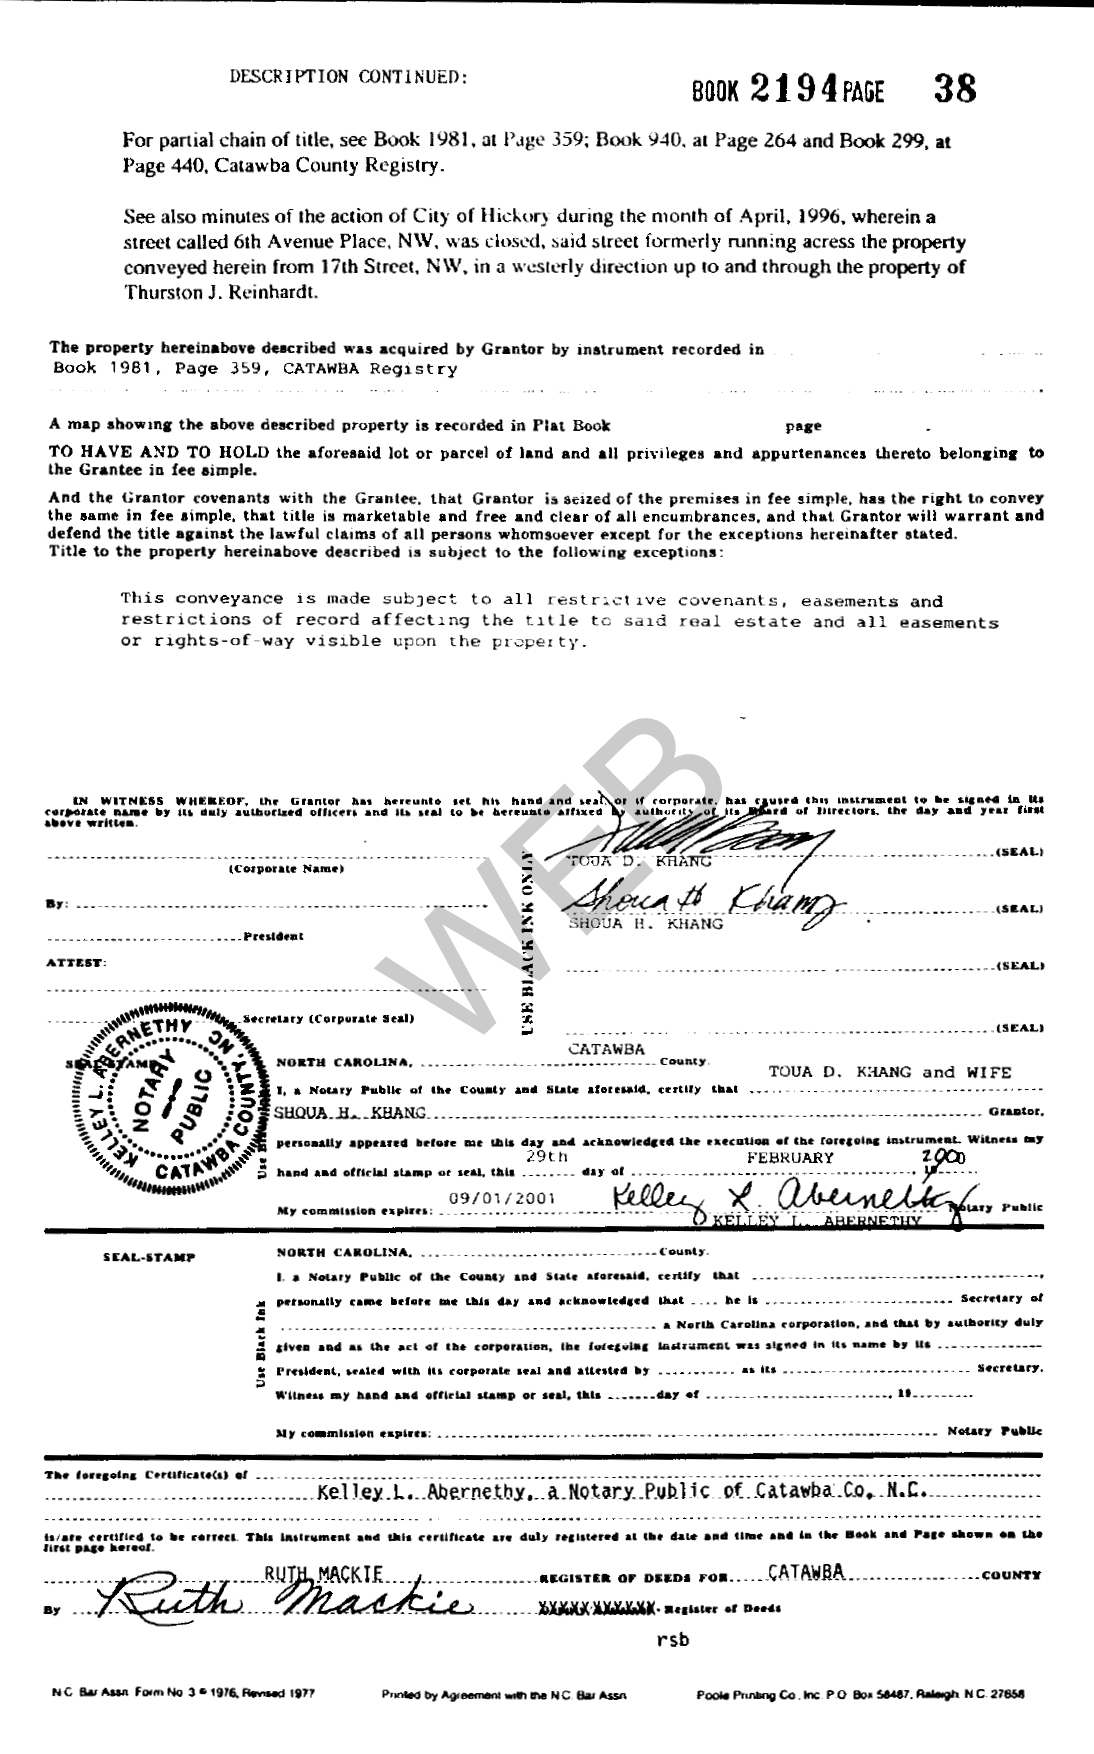 DESCRIPTION CONTINUED:
BOOK 2194 PAGE 38
For partial chain of title, see Book 1981, at Page 359; Book 940, at Page 264 and Book 299, at
Page 440, Catawba County Registry.
See also minutes of the action of City of Hickory during the month of April, 1996, wherein a
street called 6th Avenue Place, NW, was closed, said street formerly running acress the property
conveyed herein from 17th Street, NW, in a westerly direction up to and through the property of
Thurston J. Reinhardt.
The property hereinabove described was acquired by Grantor by instrument recorded in
Book 1981, Page 359, CATAWBA Registry
A map showing the above described property is recorded in Plat Book page
TO HAVE AND TO HOLD the aforesaid lot or parcel of land and all privileges and appurtenances thereto belonging to
the Grantee in fee simple.
And the Grantor covenants with the Grantee, that Grantor is seized of the premises in fee simple, has the right to convey
the same in fee simple, that title is marketable and free and clear of all encumbrances, and that Grantor will warrant and
defend the title against the lawful claims of all persons whomsoever except for the exceptions hereinafter stated.
Title to the property hereinabove described is subject to the following exceptions:
This conveyance is made subject to all restrictive covenants, easements and
restrictions of record affecting the title to said real estate and all easements
or rights-of-way visible upon the property.
WEB
IN WITNESS WHEREOF, the Grantor has hereunto set his hand and seal, or if corporate, has caused this instrument to be signed in its
corporate name by its duly authorized officers and its seal to be hereunto affixed by authority of its Board of Directors, the day and year first
above written.
(Corporate Name)
TOUA D. KHANG (SEAL)
By:
Shoua H Khang (SEAL)
SHOUA H. KHANG
President
ATTEST:
(SEAL)
Secretary (Corporate Seal)
(SEAL)
USE BLACK INK ONLY
SEAL-STAMP
KELLEY L. ABERNETHY
NOTARY PUBLIC
CATAWBA COUNTY, NC
Use Black Ink
NORTH CAROLINA, CATAWBA County.
I, a Notary Public of the County and State aforesaid, certify that TOUA D. KHANG and WIFE
SHOUA H. KHANG Grantor,
personally appeared before me this day and acknowledged the execution of the foregoing instrument. Witness my
hand and official stamp or seal, this 29th day of FEBRUARY 2000
My commission expires: 09/01/2001 Kelley L. Abernethy Notary Public
KELLEY L. ABERNETHY
SEAL-STAMP
Use Black Ink
NORTH CAROLINA, County.
I, a Notary Public of the County and State aforesaid, certify that ,
personally came before me this day and acknowledged that he is Secretary of
a North Carolina corporation, and that by authority duly
given and as the act of the corporation, the foregoing instrument was signed in its name by its
President, sealed with its corporate seal and attested by as its Secretary.
Witness my hand and official stamp or seal, this day of , 19
My commission expires: Notary Public
The foregoing Certificate(s) of
Kelley L. Abernethy, a Notary Public of Catawba Co, N.C.
is/are certified to be correct. This instrument and this certificate are duly registered at the date and time and in the Book and Page shown on the
first page hereof.
RUTH MACKIE REGISTER OF DEEDS FOR CATAWBA COUNTY
By Ruth Mackie XXXXXXXXXXX - Register of Deeds
rsb
N.C. Bar Assn. Form No. 3 © 1976, Revised 1977 Printed by Agreement with the N.C. Bar Assn. Poole Printing Co., Inc. P.O. Box 58487, Raleigh, N.C. 27658